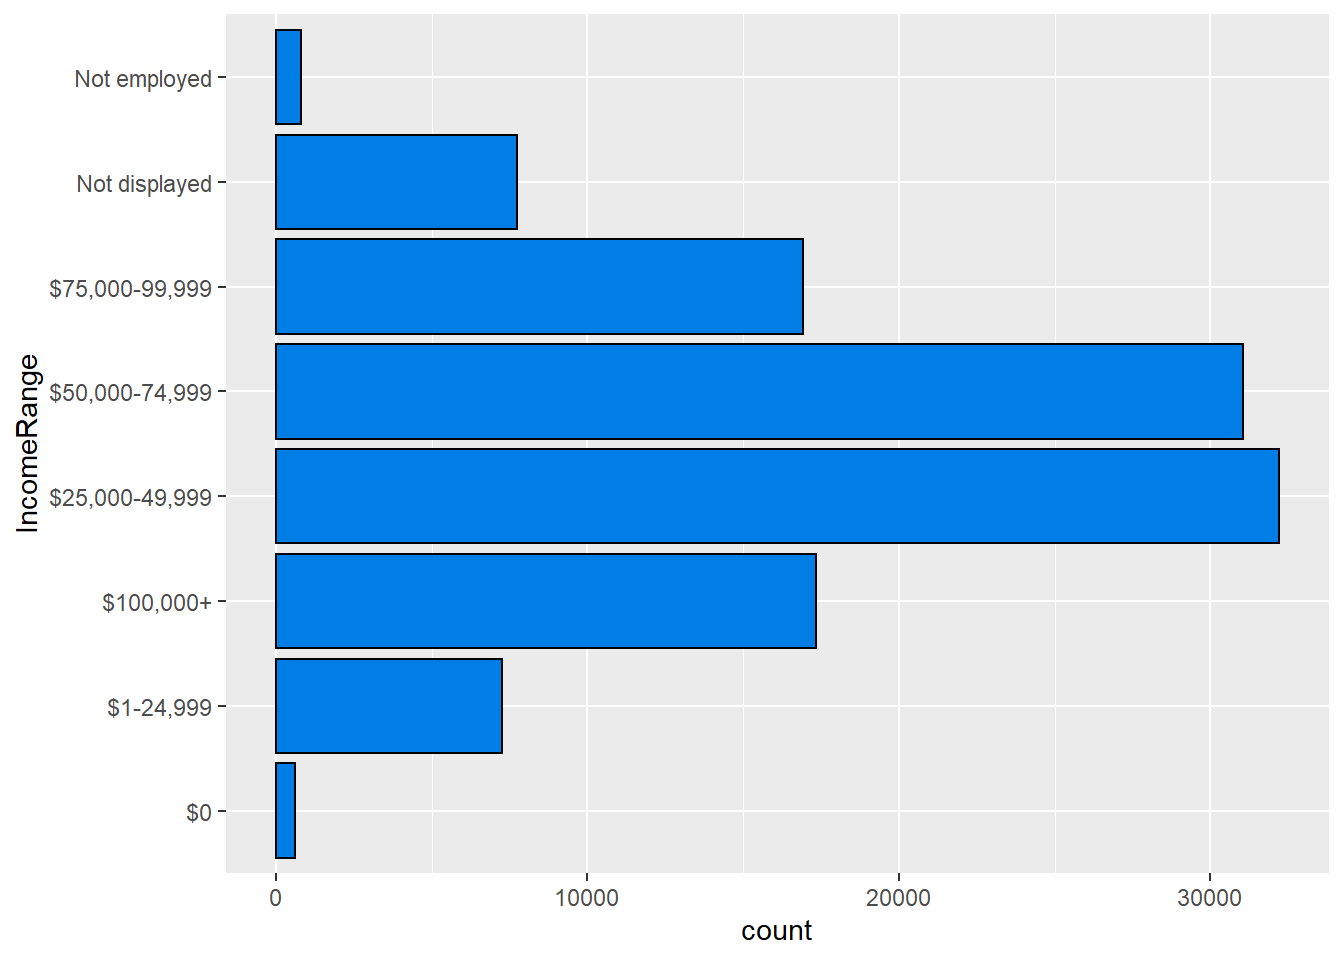 Not employed
Not displayed
$75,000-99,999
$50,000-74,999
$25,000-49,999
$100,000+
$1-24,999
$0
IncomeRange
0 10000 20000 30000
count